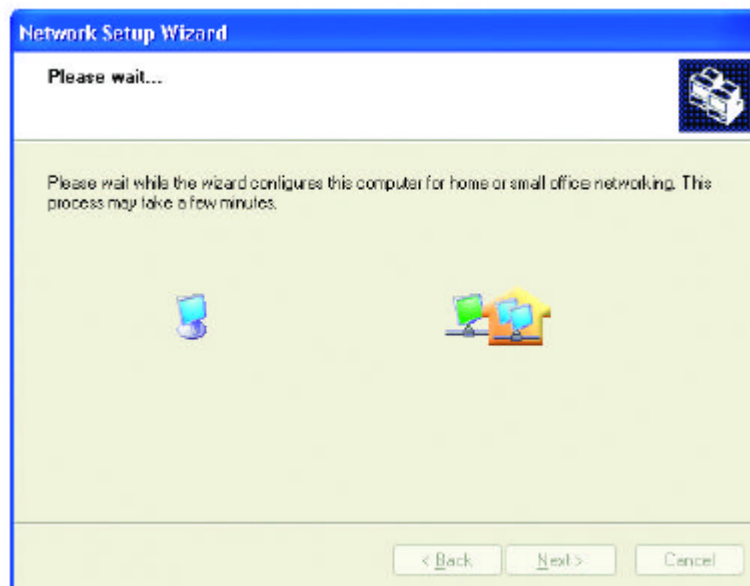 Network Setup Wizard
Please wait...
Please wait while the wizard configures this computer for home or small office networking. This
process may take a few minutes.
< Back
Next >
Cancel